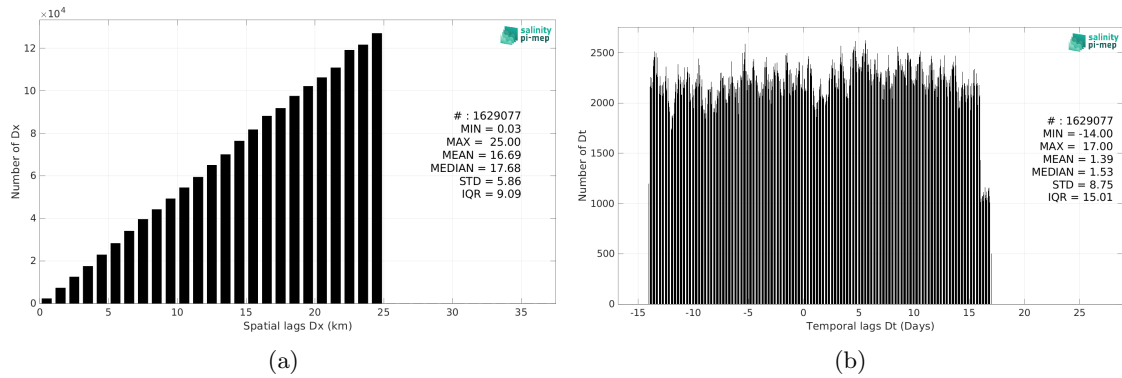 ×10⁴
12
10
8
6
4
2
0
Number of Dx
0 5 10 15 20 25 30 35
Spatial lags Dx (km)
salinity
pi-mep
# : 1629077
MIN = 0.03
MAX = 25.00
MEAN = 16.69
MEDIAN = 17.68
STD = 5.86
IQR = 9.09
(a)
2500
2000
1500
1000
500
0
Number of Dt
-15 -10 -5 0 5 10 15 20 25
Temporal lags Dt (Days)
salinity
pi-mep
# : 1629077
MIN = -14.00
MAX = 17.00
MEAN = 1.39
MEDIAN = 1.53
STD = 8.75
IQR = 15.01
(b)